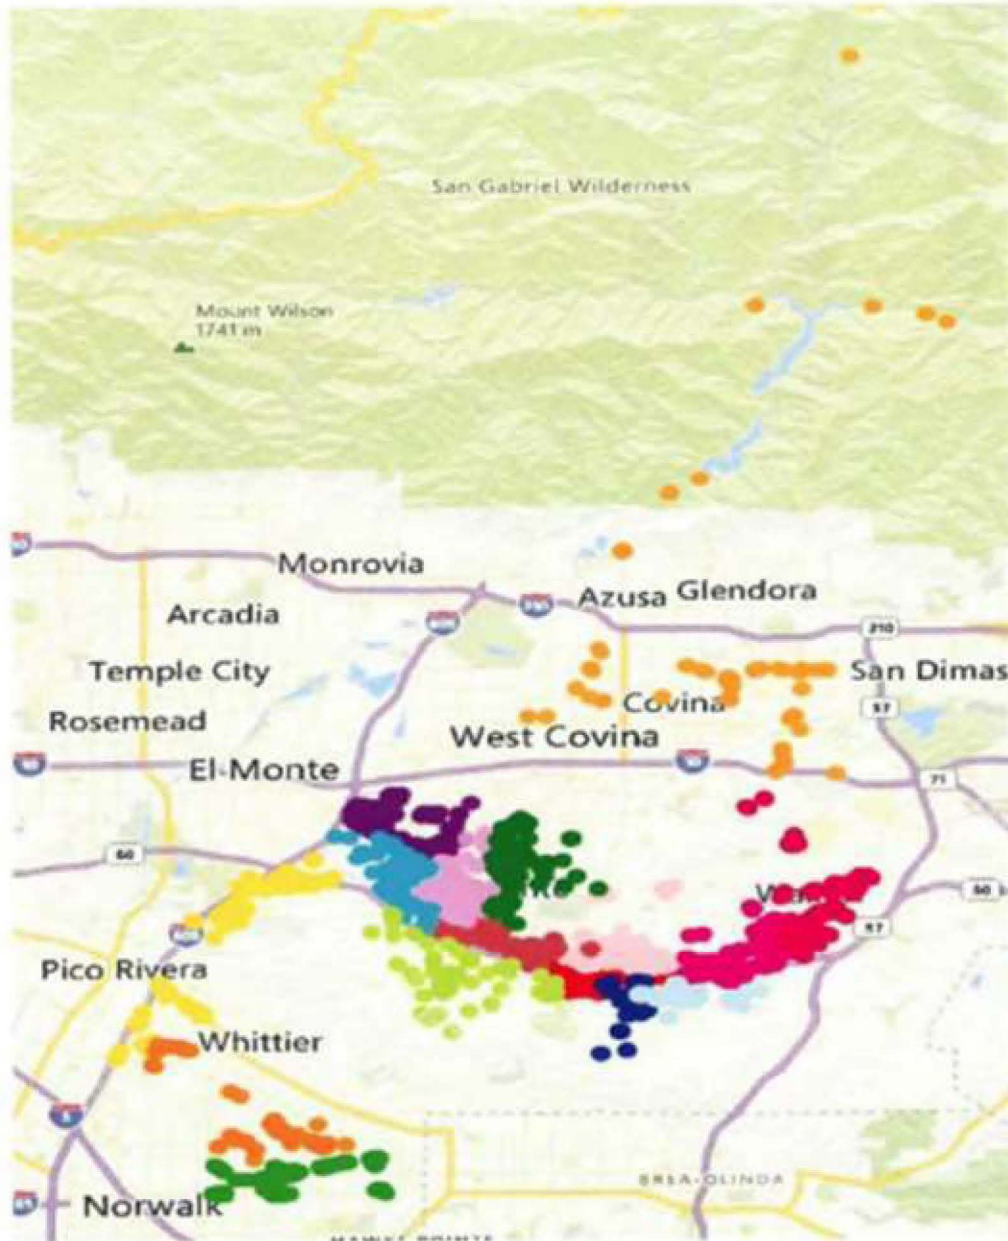 San Gabriel Wilderness
Mount Wilson
1741 m
Monrovia
Azusa
Glendora
Arcadia
210
Temple City
San Dimas
Covina
57
Rosemead
West Covina
El Monte
71
60
57
Pico Rivera
Whittier
5
BREA-OLINDA
Norwalk